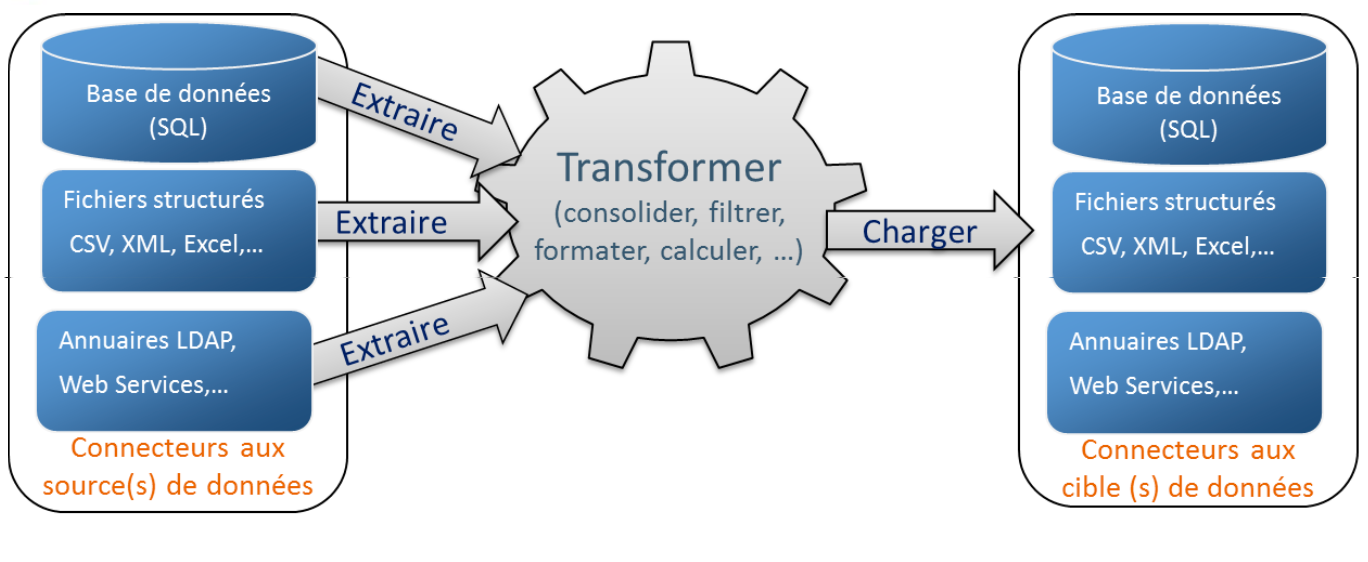 Base de données
(SQL)
Fichiers structurés
CSV, XML, Excel,...
Annuaires LDAP,
Web Services,...
Connecteurs aux
source(s) de données
Extraire
Extraire
Extraire
Transformer
(consolider, filtrer,
formater, calculer, ...)
Charger
Base de données
(SQL)
Fichiers structurés
CSV, XML, Excel,...
Annuaires LDAP,
Web Services,...
Connecteurs aux
cible (s) de données